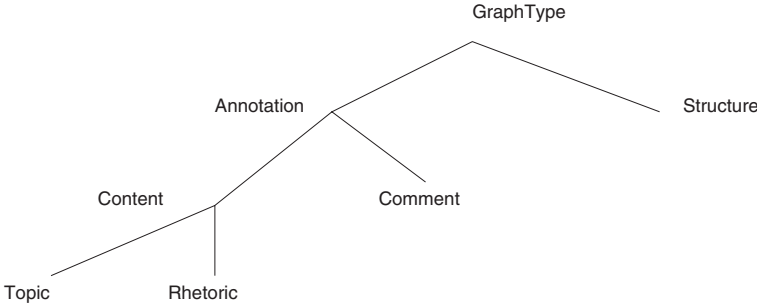 GraphType
Annotation
Structure
Content
Comment
Topic
Rhetoric